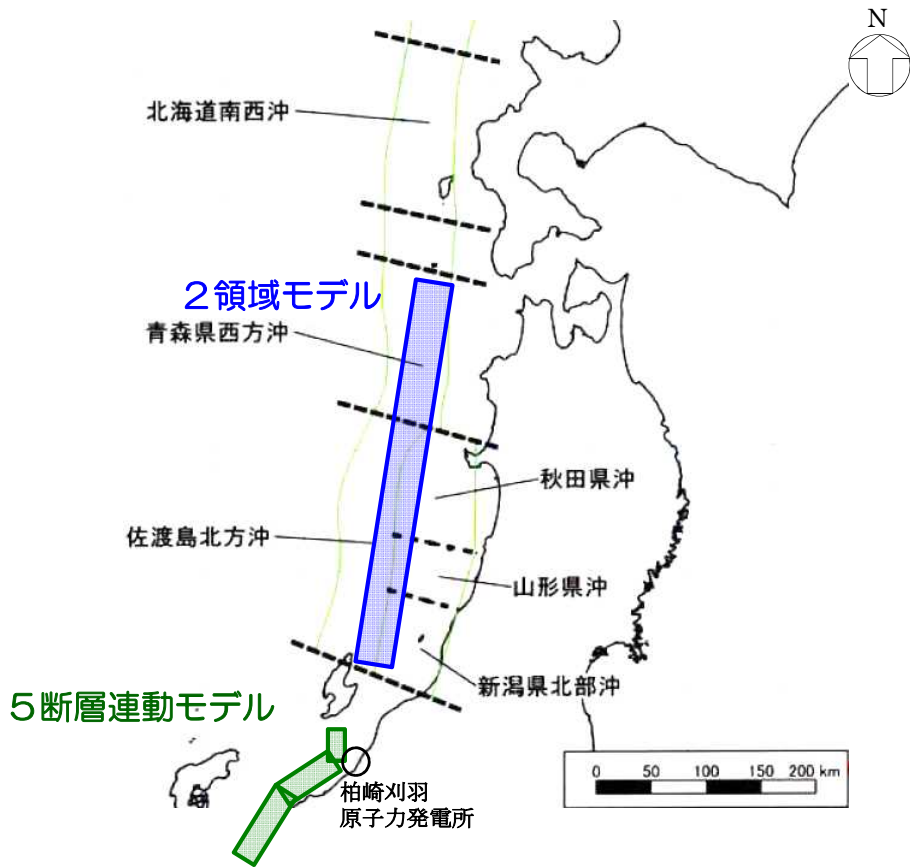 N
北海道南西沖
2領域モデル
青森県西方沖
秋田県沖
佐渡島北方沖
山形県沖
新潟県北部沖
5断層連動モデル
柏崎刈羽
原子力発電所
0 50 100 150 200 km